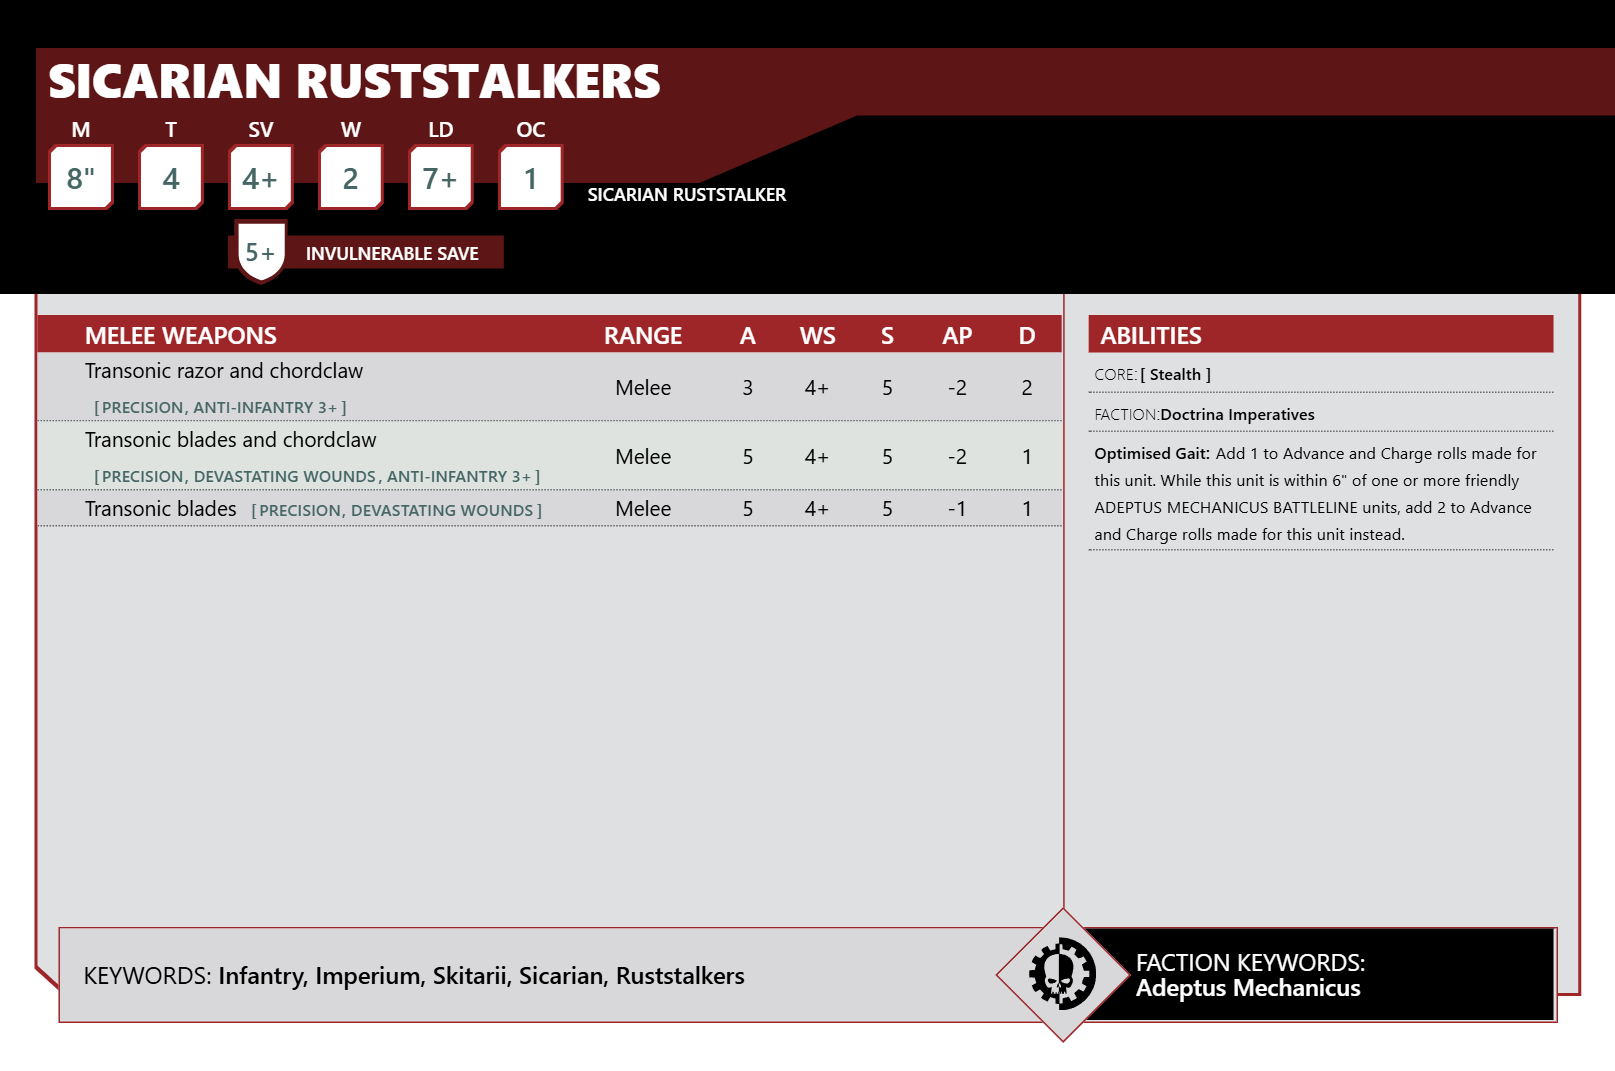 SICARIAN RUSTSTALKERS
M T SV W LD OC
8" 4 4+ 2 7+ 1 SICARIAN RUSTSTALKER
5+ INVULNERABLE SAVE
MELEE WEAPONS RANGE A WS S AP D
Transonic razor and chordclaw
[PRECISION, ANTI-INFANTRY 3+] Melee 3 4+ 5 -2 2
Transonic blades and chordclaw
[PRECISION, DEVASTATING WOUNDS, ANTI-INFANTRY 3+] Melee 5 4+ 5 -2 1
Transonic blades [PRECISION, DEVASTATING WOUNDS] Melee 5 4+ 5 -1 1
ABILITIES
CORE:[ Stealth ]
FACTION:Doctrina Imperatives
Optimised Gait: Add 1 to Advance and Charge rolls made for
this unit. While this unit is within 6" of one or more friendly
ADEPTUS MECHANICUS BATTLELINE units, add 2 to Advance
and Charge rolls made for this unit instead.
KEYWORDS: Infantry, Imperium, Skitarii, Sicarian, Ruststalkers
FACTION KEYWORDS:
Adeptus Mechanicus